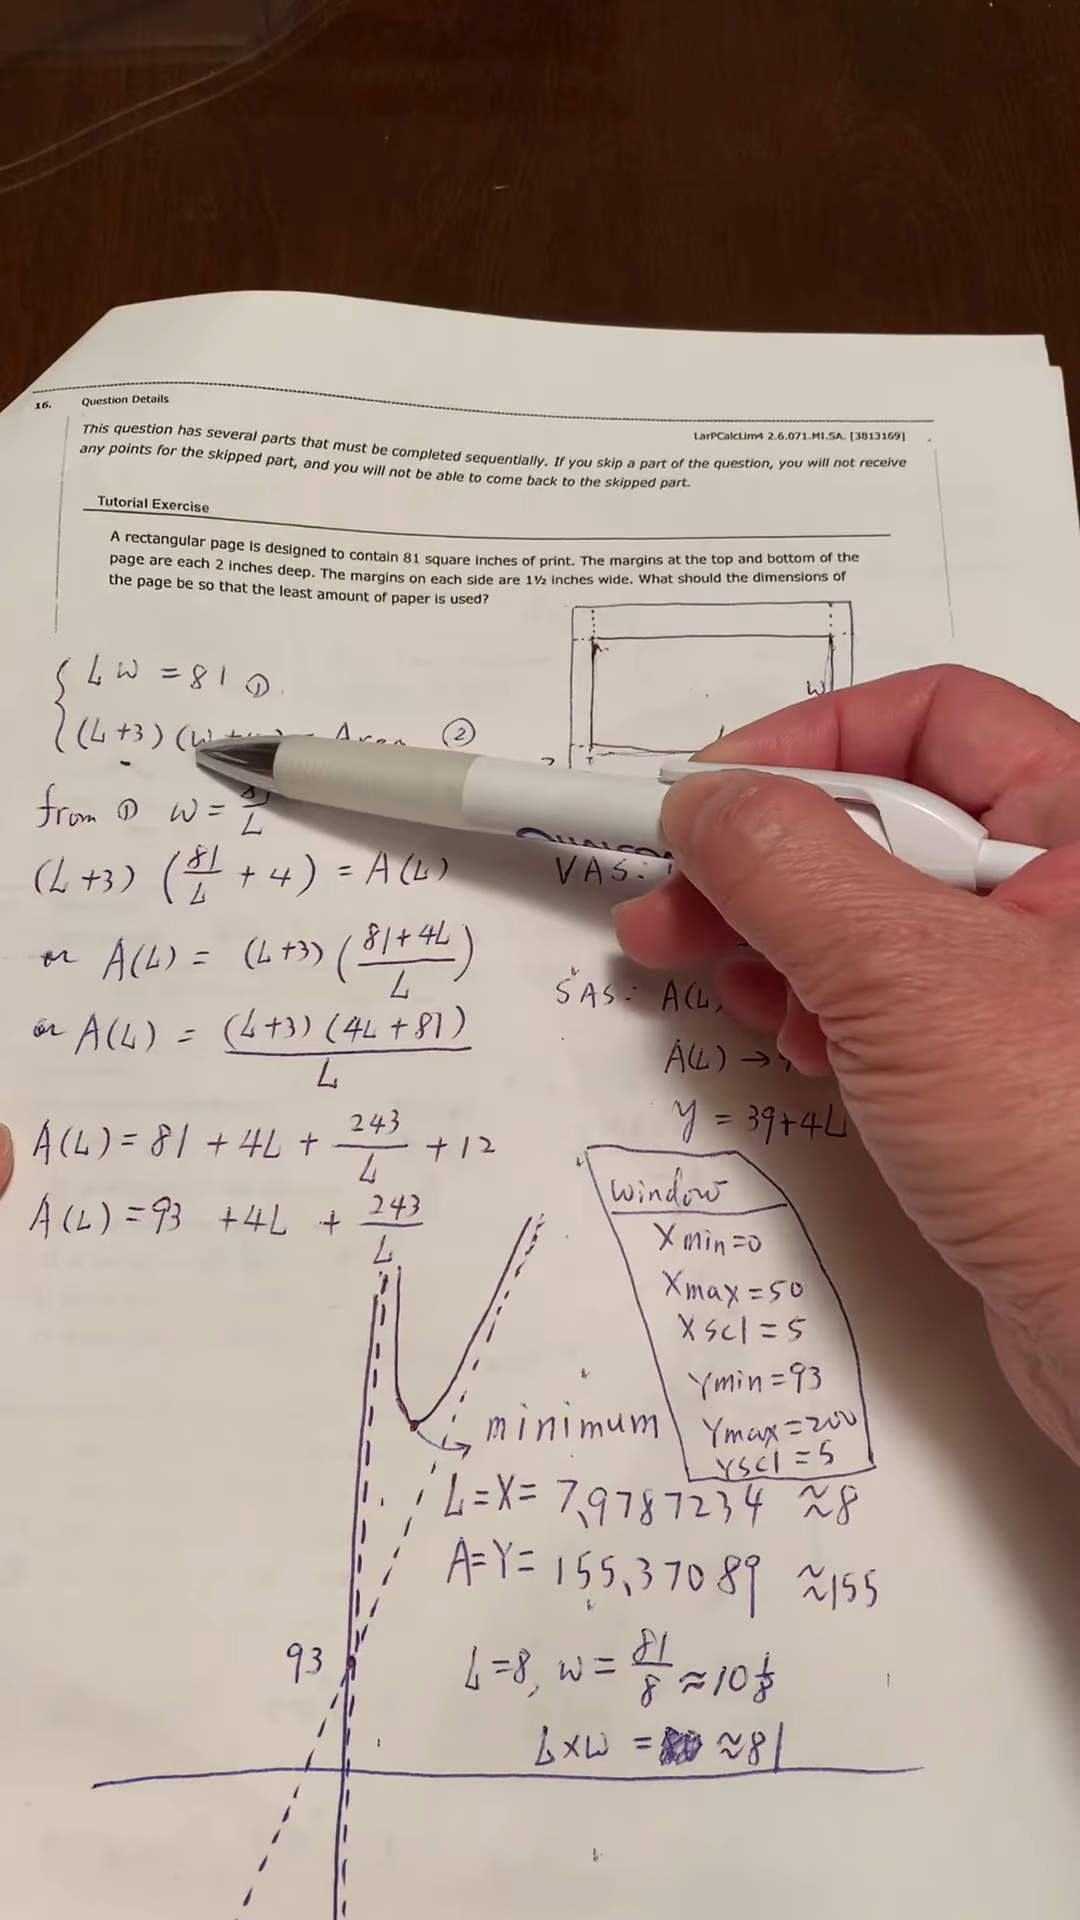 16. Question Details
LarPCalcLim4 2.6.071.MI.SA. [3813169]
This question has several parts that must be completed sequentially. If you skip a part of the question, you will not receive
any points for the skipped part, and you will not be able to come back to the skipped part.
Tutorial Exercise
A rectangular page is designed to contain 81 square inches of print. The margins at the top and bottom of the
page are each 2 inches deep. The margins on each side are 1½ inches wide. What should the dimensions of
the page be so that the least amount of paper is used?
LW = 81 ①
(L+3)(W Area ②
W
from ① W = 81/L
(L+3)(81/L + 4) = A(L)
VAS:
or A(L) = (L+3)((81+4L)/L)
SAS: A(L)
or A(L) = (L+3)(4L+81)/L
A(L) →
y = 39+4L
A(L) = 81 + 4L + 243/L + 12
A(L) = 93 + 4L + 243/L
Window
Xmin=0
Xmax=50
Xscl=5
Ymin=93
Ymax=200
Yscl=5
minimum
L=X= 7.9787234 ≈8
A=Y= 155.37089 ≈155
93
L=8, W= 81/8 ≈10 1/8
L×W = ≈81